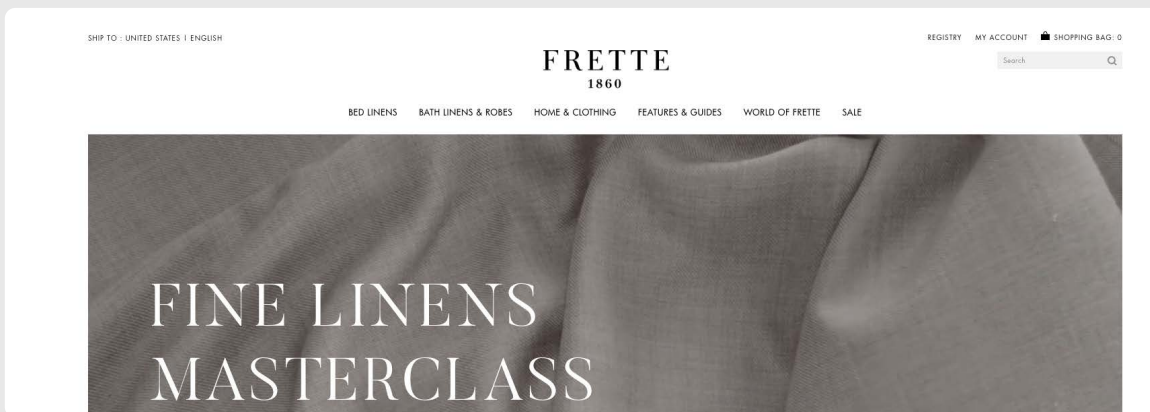 SHIP TO : UNITED STATES | ENGLISH
REGISTRY MY ACCOUNT SHOPPING BAG: 0
FRETTE
1860
Search
BED LINENS BATH LINENS & ROBES HOME & CLOTHING FEATURES & GUIDES WORLD OF FRETTE SALE
FINE LINENS
MASTERCLASS